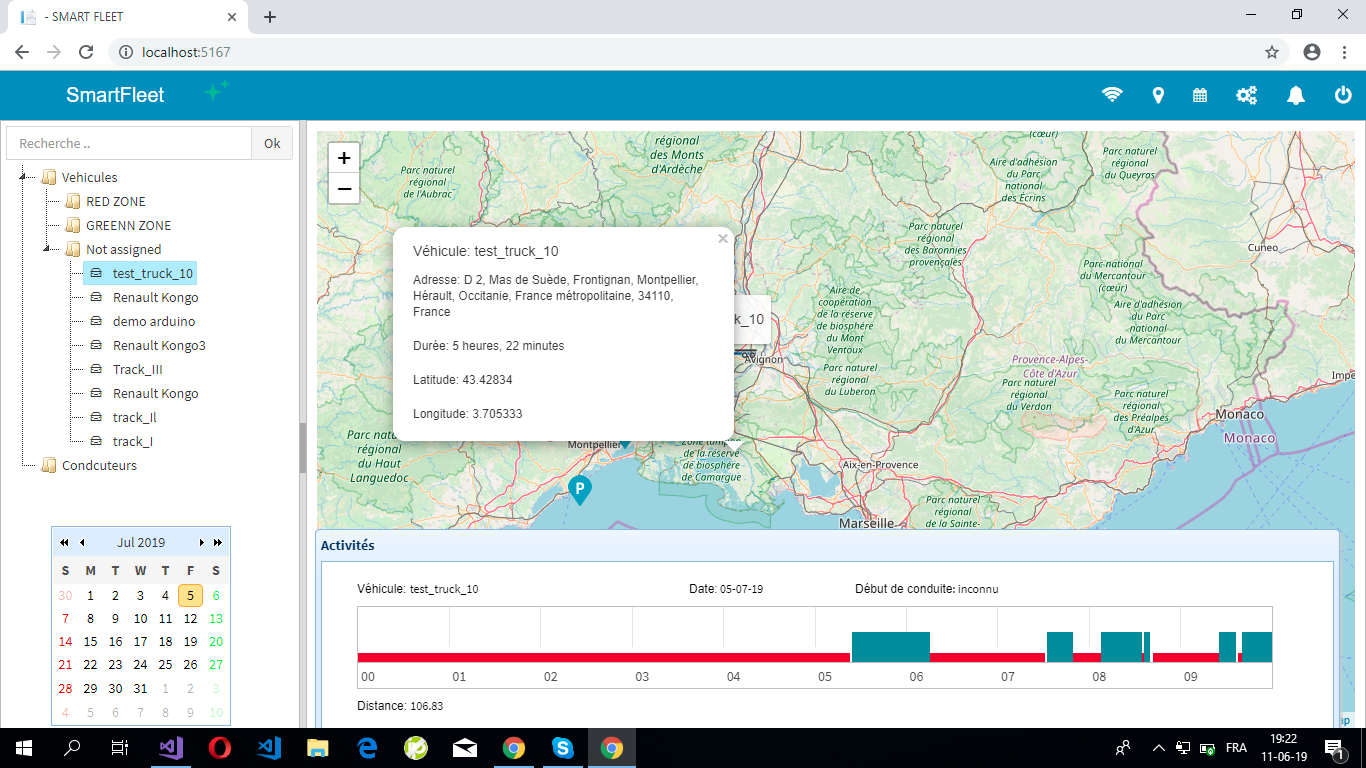 - SMART FLEET
localhost:5167
SmartFleet
Recherche ..
Ok
Vehicules
RED ZONE
GREENN ZONE
Not assigned
test_truck_10
Renault Kongo
demo arduino
Renault Kongo3
Track_III
Renault Kongo
track_II
track_I
Condcuteurs
Jul 2019
S M T W T F S
30 1 2 3 4 5 6
7 8 9 10 11 12 13
14 15 16 17 18 19 20
21 22 23 24 25 26 27
28 29 30 31 1 2 3
4 5 6 7 8 9 10
+
−
régional
des Monts
d'Ardèche
Parc naturel
régional
de l'Aubrac
(cœur)
Aire d'adhésion
du Parc
national
des Écrins
Parc naturel
régional
du Queyras
Parc naturel
régional
des Baronnies
provençales
Cuneo
Parc national
du Mercantour
(cœur)
Aire d'adhésion
du Parc
national du
Mercantour
Aire de
coopération
de la réserve
de biosphère
du Mont
Ventoux
Avignon
Parc naturel
régional
du Luberon
Provence-Alpes-
Côte d'Azur
Parc naturel
régional
du Verdon
Parc naturel
régional
des Préalpes
d'Azur
Monaco
Monaco
Impe
Parc natu
régional
du Haut
Languedoc
Montpellier
de la réserve
de biosphère
de Camargue
Aix-en-Provence
Marseille
Parc naturel
régional
de la Sainte-
P
k_10
Véhicule: test_truck_10
×
Adresse: D 2, Mas de Suède, Frontignan, Montpellier,
Hérault, Occitanie, France métropolitaine, 34110,
France
Durée: 5 heures, 22 minutes
Latitude: 43.42834
Longitude: 3.705333
Activités
Véhicule: test_truck_10 Date: 05-07-19 Début de conduite: inconnu
00 01 02 03 04 05 06 07 08 09
Distance: 106.83
ap
FRA
19:22
11-06-19
1